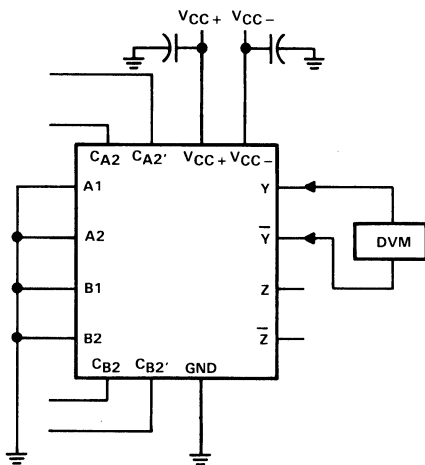 VCC+ VCC−
CA2 CA2′ VCC+ VCC−
A1 Y
A2 Y̅ DVM
B1 Z
B2 Z̅
CB2 CB2′ GND